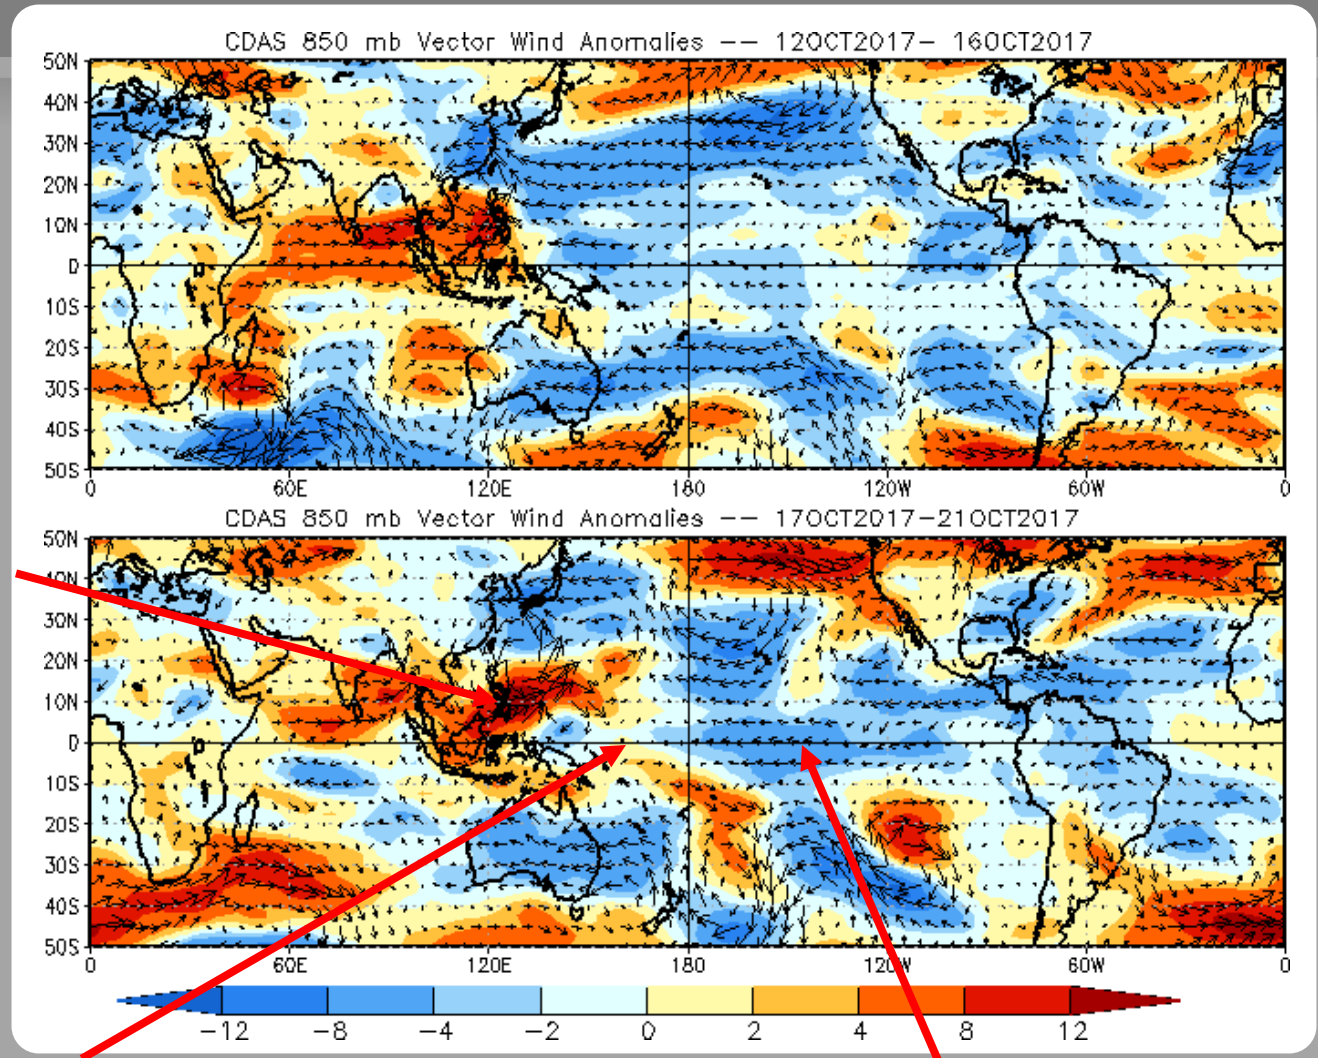 CDAS 850 mb Vector Wind Anomalies -- 12OCT2017- 16OCT2017
50N
40N
30N
20N
10N
0
10S
20S
30S
40S
50S
0 60E 120E 180 120W 60W 0
CDAS 850 mb Vector Wind Anomalies -- 17OCT2017-21OCT2017
50N
40N
30N
20N
10N
0
10S
20S
30S
40S
50S
0 60E 120E 180 120W 60W 0
-12 -8 -4 -2 0 2 4 8 12